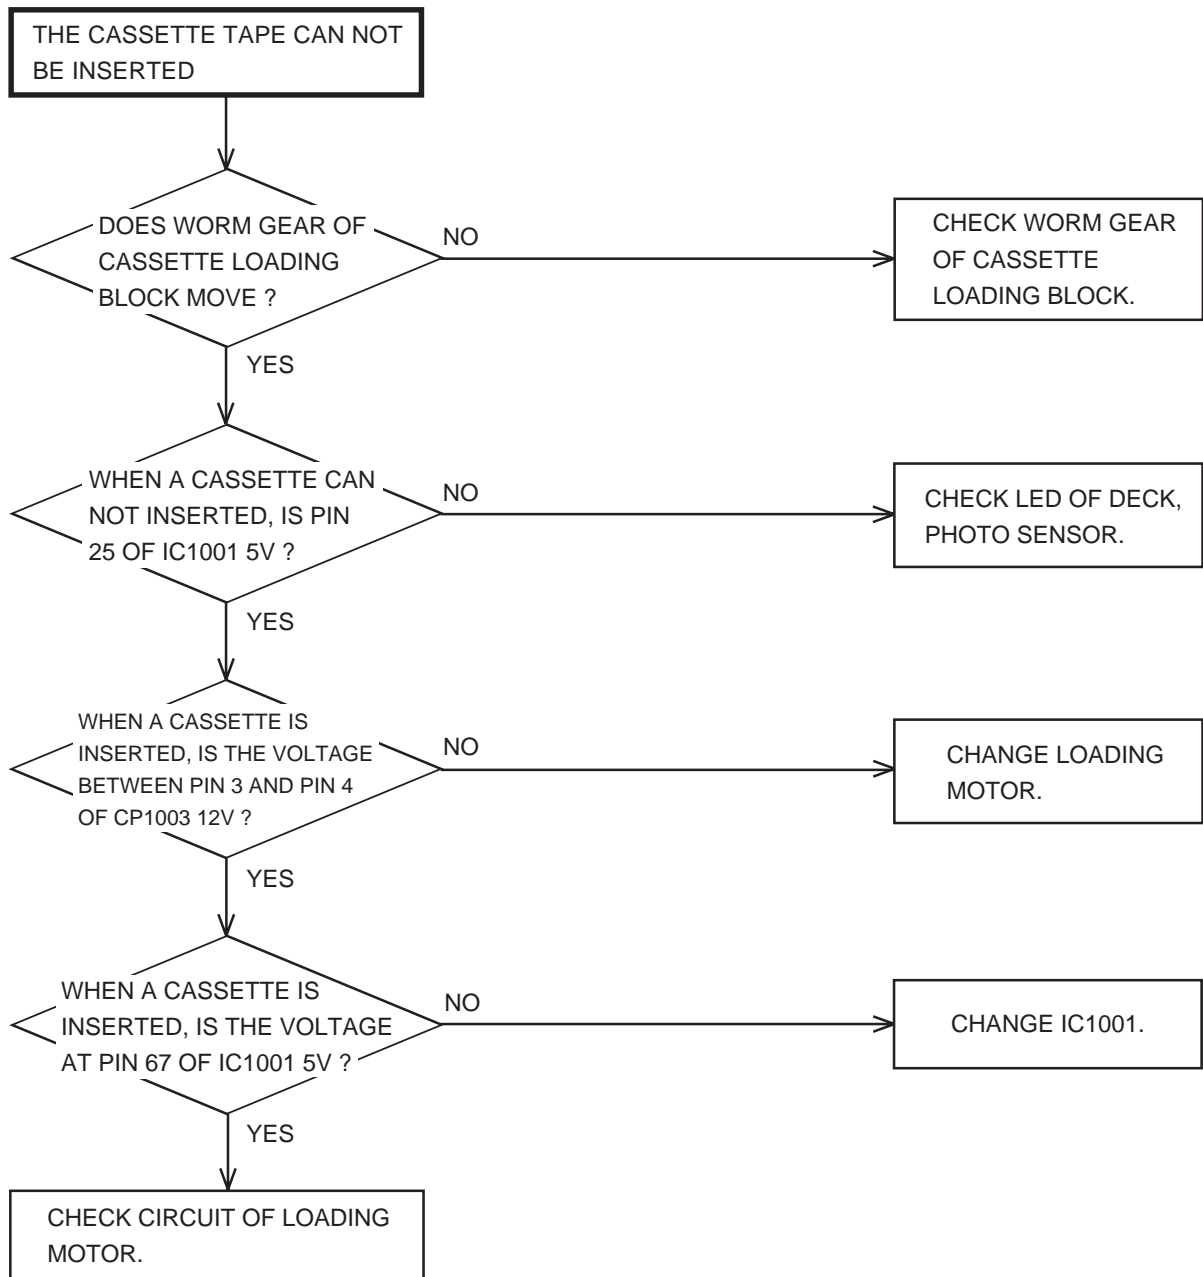 THE CASSETTE TAPE CAN NOT
BE INSERTED
DOES WORM GEAR OF
CASSETTE LOADING
BLOCK MOVE ?
NO
CHECK WORM GEAR
OF CASSETTE
LOADING BLOCK.
YES
WHEN A CASSETTE CAN
NOT INSERTED, IS PIN
25 OF IC1001 5V ?
NO
CHECK LED OF DECK,
PHOTO SENSOR.
YES
WHEN A CASSETTE IS
INSERTED, IS THE VOLTAGE
BETWEEN PIN 3 AND PIN 4
OF CP1003 12V ?
NO
CHANGE LOADING
MOTOR.
YES
WHEN A CASSETTE IS
INSERTED, IS THE VOLTAGE
AT PIN 67 OF IC1001 5V ?
NO
CHANGE IC1001.
YES
CHECK CIRCUIT OF LOADING
MOTOR.